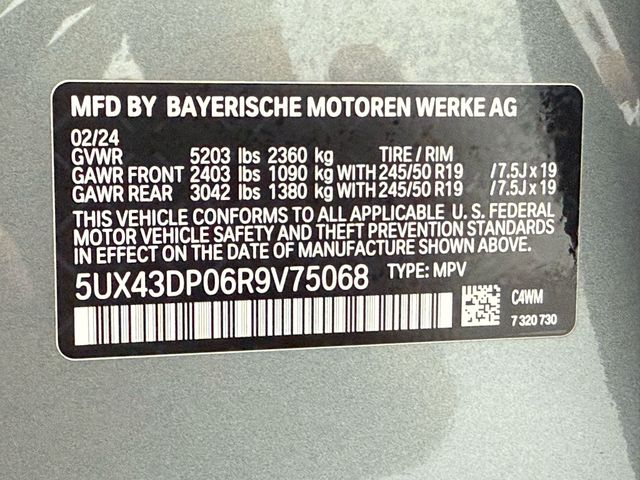 MFD BY BAYERISCHE MOTOREN WERKE AG
02/24
GVWR 5203 lbs 2360 kg TIRE / RIM
GAWR FRONT 2403 lbs 1090 kg WITH 245/50 R19 /7.5J x 19
GAWR REAR 3042 lbs 1380 kg WITH 245/50 R19 /7.5J x 19
THIS VEHICLE CONFORMS TO ALL APPLICABLE U. S. FEDERAL
MOTOR VEHICLE SAFETY AND THEFT PREVENTION STANDARDS
IN EFFECT ON THE DATE OF MANUFACTURE SHOWN ABOVE.
5UX43DP06R9V75068 TYPE: MPV
C4WM
7 320 730